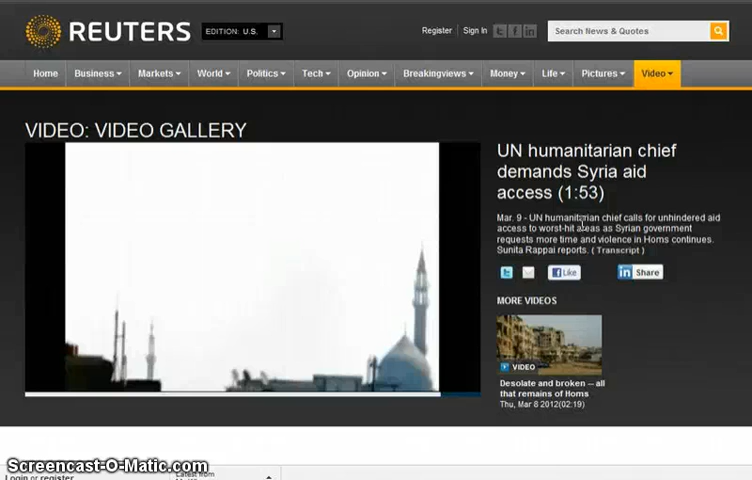 REUTERS
EDITION: U.S.
Register
Sign In
Search News & Quotes
Home
Business
Markets
World
Politics
Tech
Opinion
Breakingviews
Money
Life
Pictures
Video
VIDEO: VIDEO GALLERY
UN humanitarian chief
demands Syria aid
access (1:53)
Mar. 9 - UN humanitarian chief calls for unhindered aid
access to worst-hit areas as Syrian government
requests more time and violence in Homs continues.
Sunita Rappai reports. ( Transcript )
Like
in Share
MORE VIDEOS
VIDEO
Desolate and broken -- all
that remains of Homs
Thu, Mar 8 2012(02:19)
Screencast-O-Matic.com
Login or register
Latest from